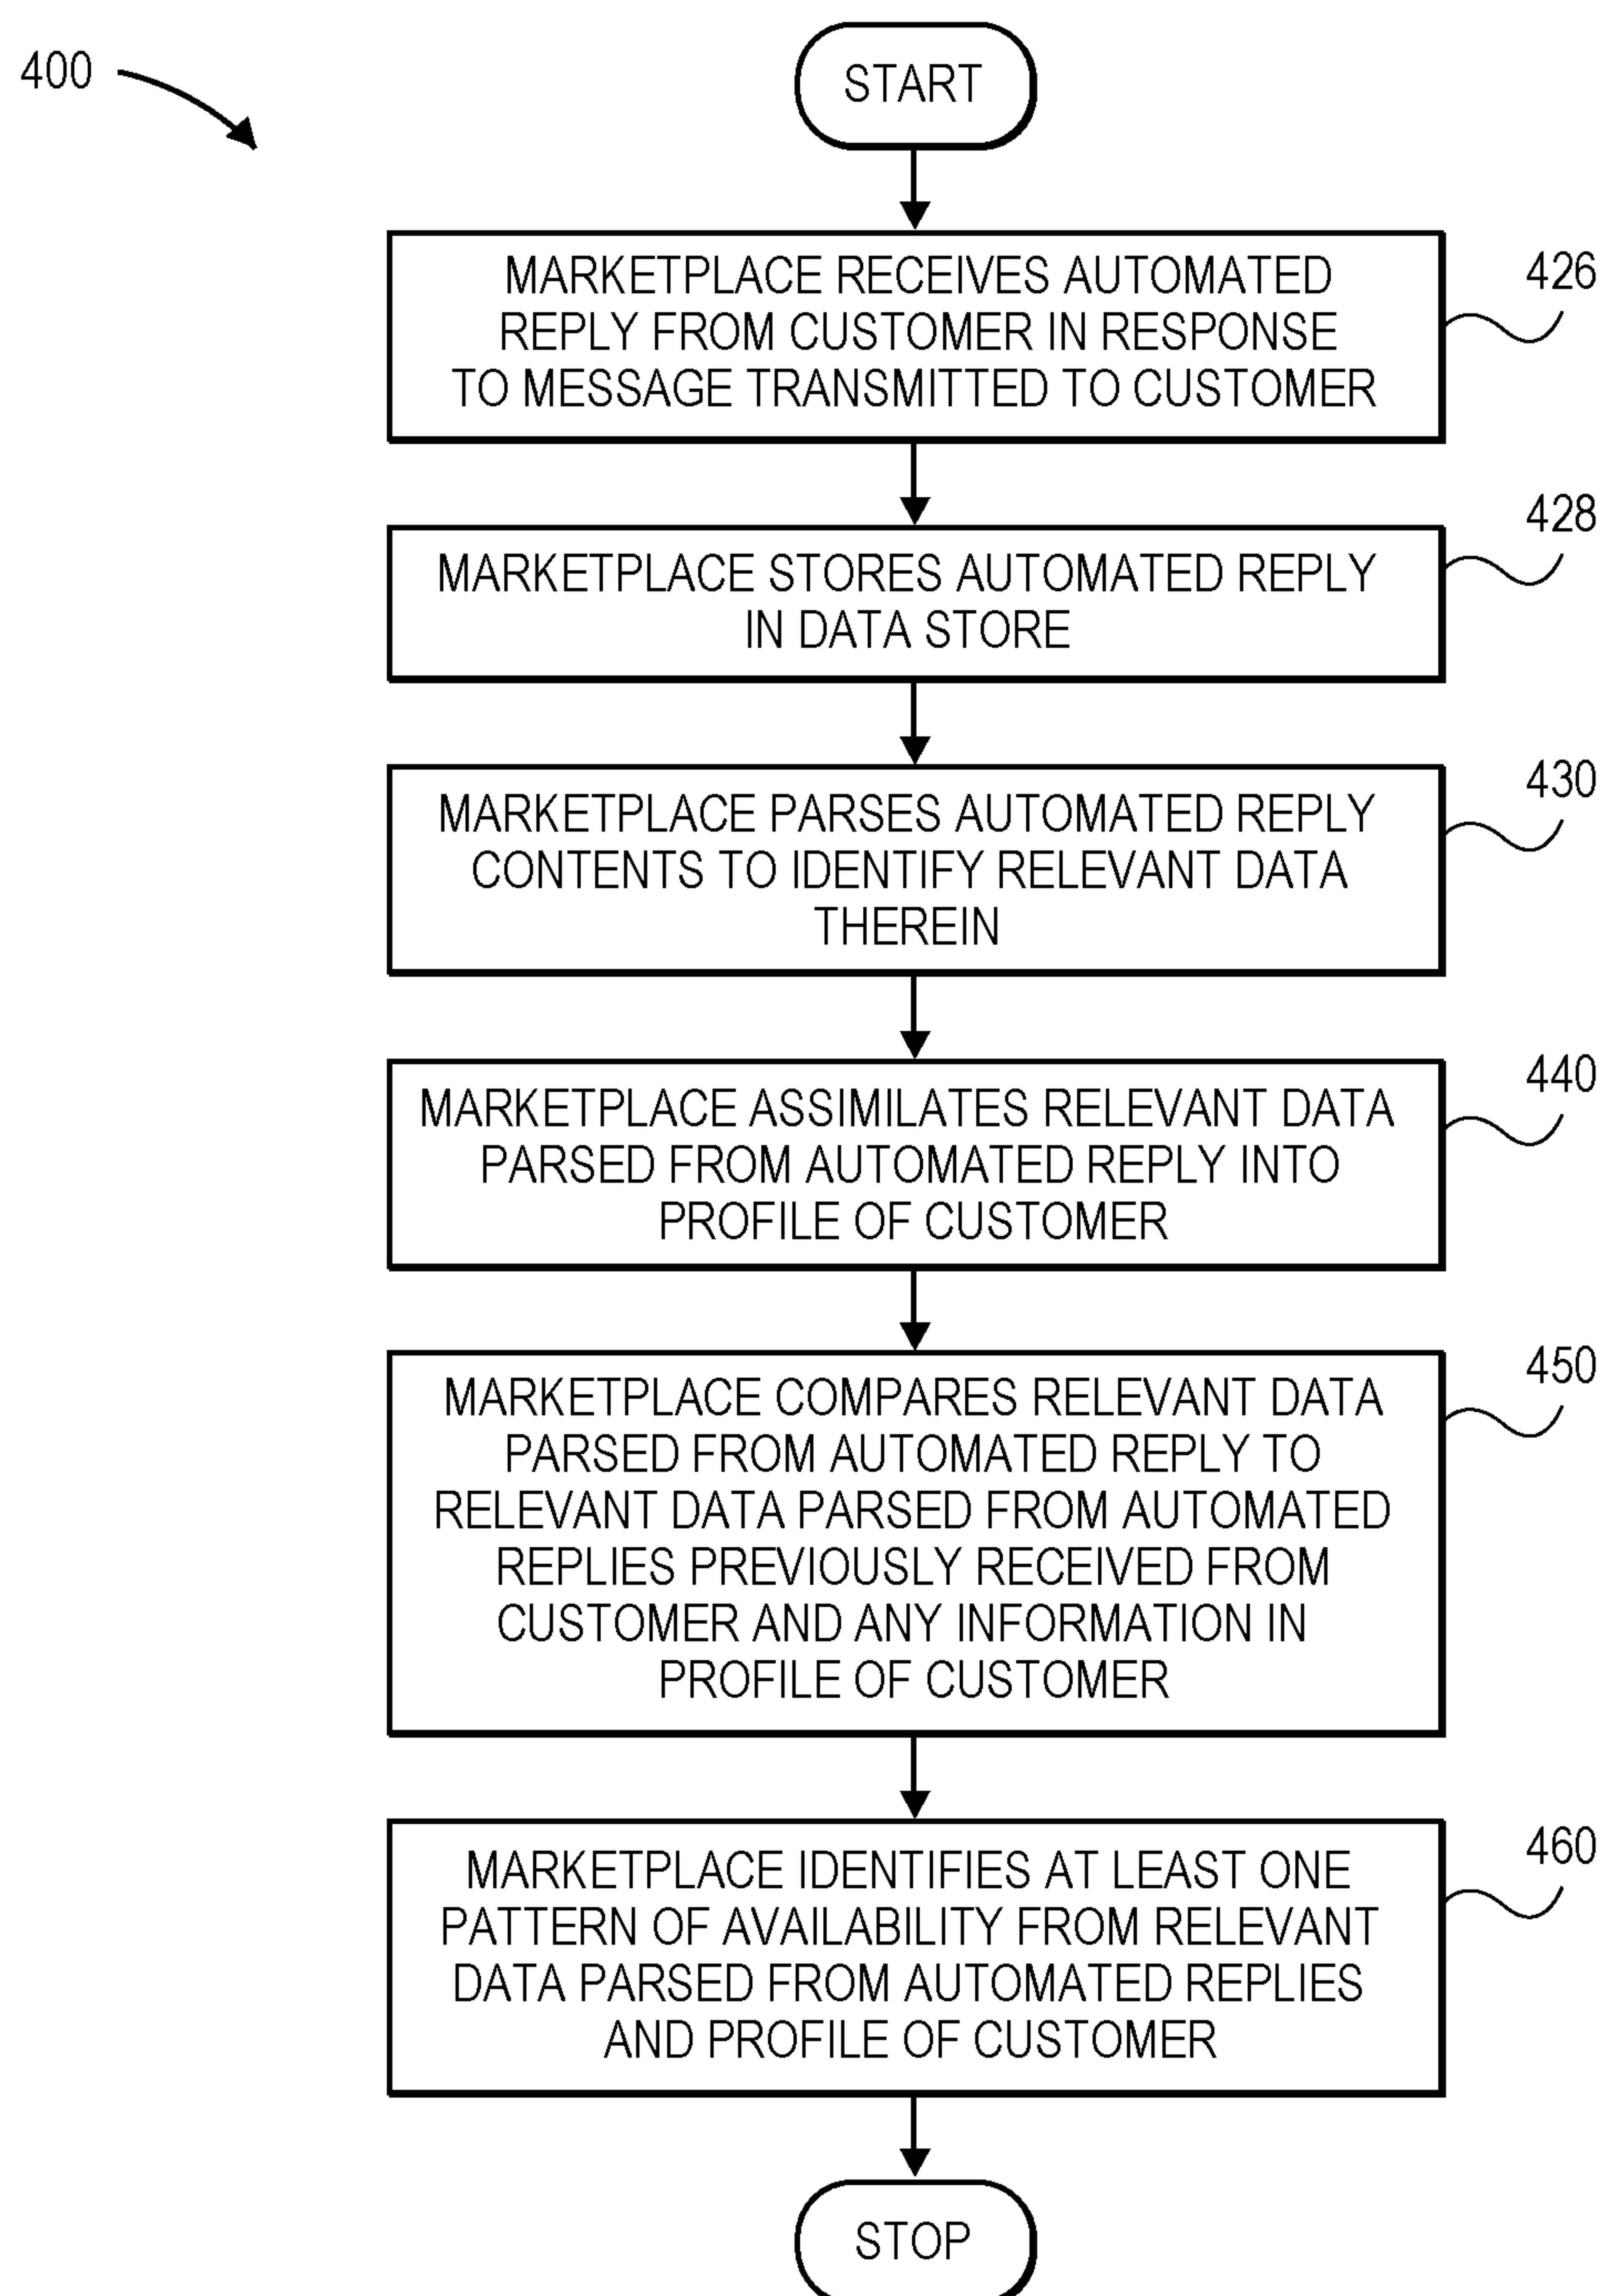 400
START
MARKETPLACE RECEIVES AUTOMATED
REPLY FROM CUSTOMER IN RESPONSE
TO MESSAGE TRANSMITTED TO CUSTOMER
426
MARKETPLACE STORES AUTOMATED REPLY
IN DATA STORE
428
MARKETPLACE PARSES AUTOMATED REPLY
CONTENTS TO IDENTIFY RELEVANT DATA
THEREIN
430
MARKETPLACE ASSIMILATES RELEVANT DATA
PARSED FROM AUTOMATED REPLY INTO
PROFILE OF CUSTOMER
440
MARKETPLACE COMPARES RELEVANT DATA
PARSED FROM AUTOMATED REPLY TO
RELEVANT DATA PARSED FROM AUTOMATED
REPLIES PREVIOUSLY RECEIVED FROM
CUSTOMER AND ANY INFORMATION IN
PROFILE OF CUSTOMER
450
MARKETPLACE IDENTIFIES AT LEAST ONE
PATTERN OF AVAILABILITY FROM RELEVANT
DATA PARSED FROM AUTOMATED REPLIES
AND PROFILE OF CUSTOMER
460
STOP